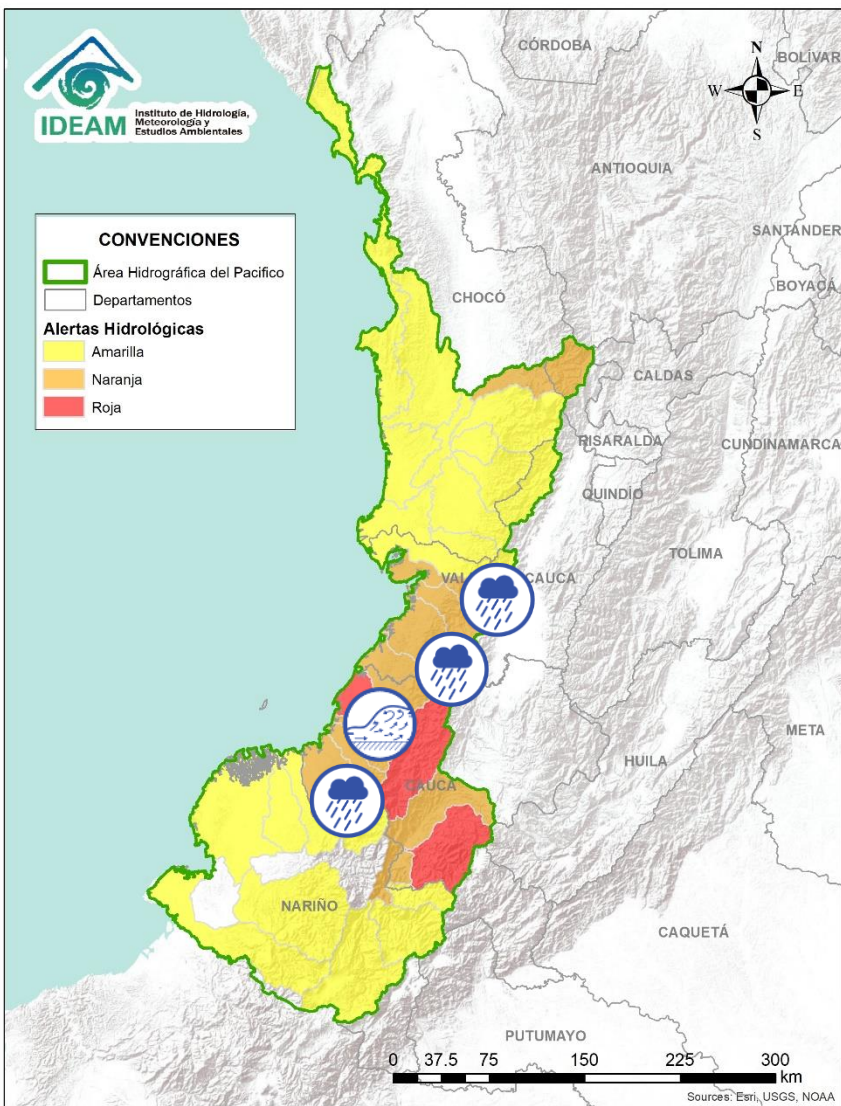 IDEAM
Instituto de Hidrología,
Meteorología y
Estudios Ambientales
CÓRDOBA
BOLÍVAR
N
W
E
S
ANTIOQUIA
SANTANDER
BOYACÁ
CONVENCIONES
Área Hidrográfica del Pacifico
Departamentos
Alertas Hidrológicas
Amarilla
Naranja
Roja
CHOCÓ
CALDAS
RISARALDA
CUNDINAMARCA
QUINDÍO
TOLIMA
VAL
CAUCA
META
HUILA
CAUCA
NARIÑO
CAQUETÁ
PUTUMAYO
0 37.5 75 150 225 300
km
Sources: Esri, USGS, NOAA